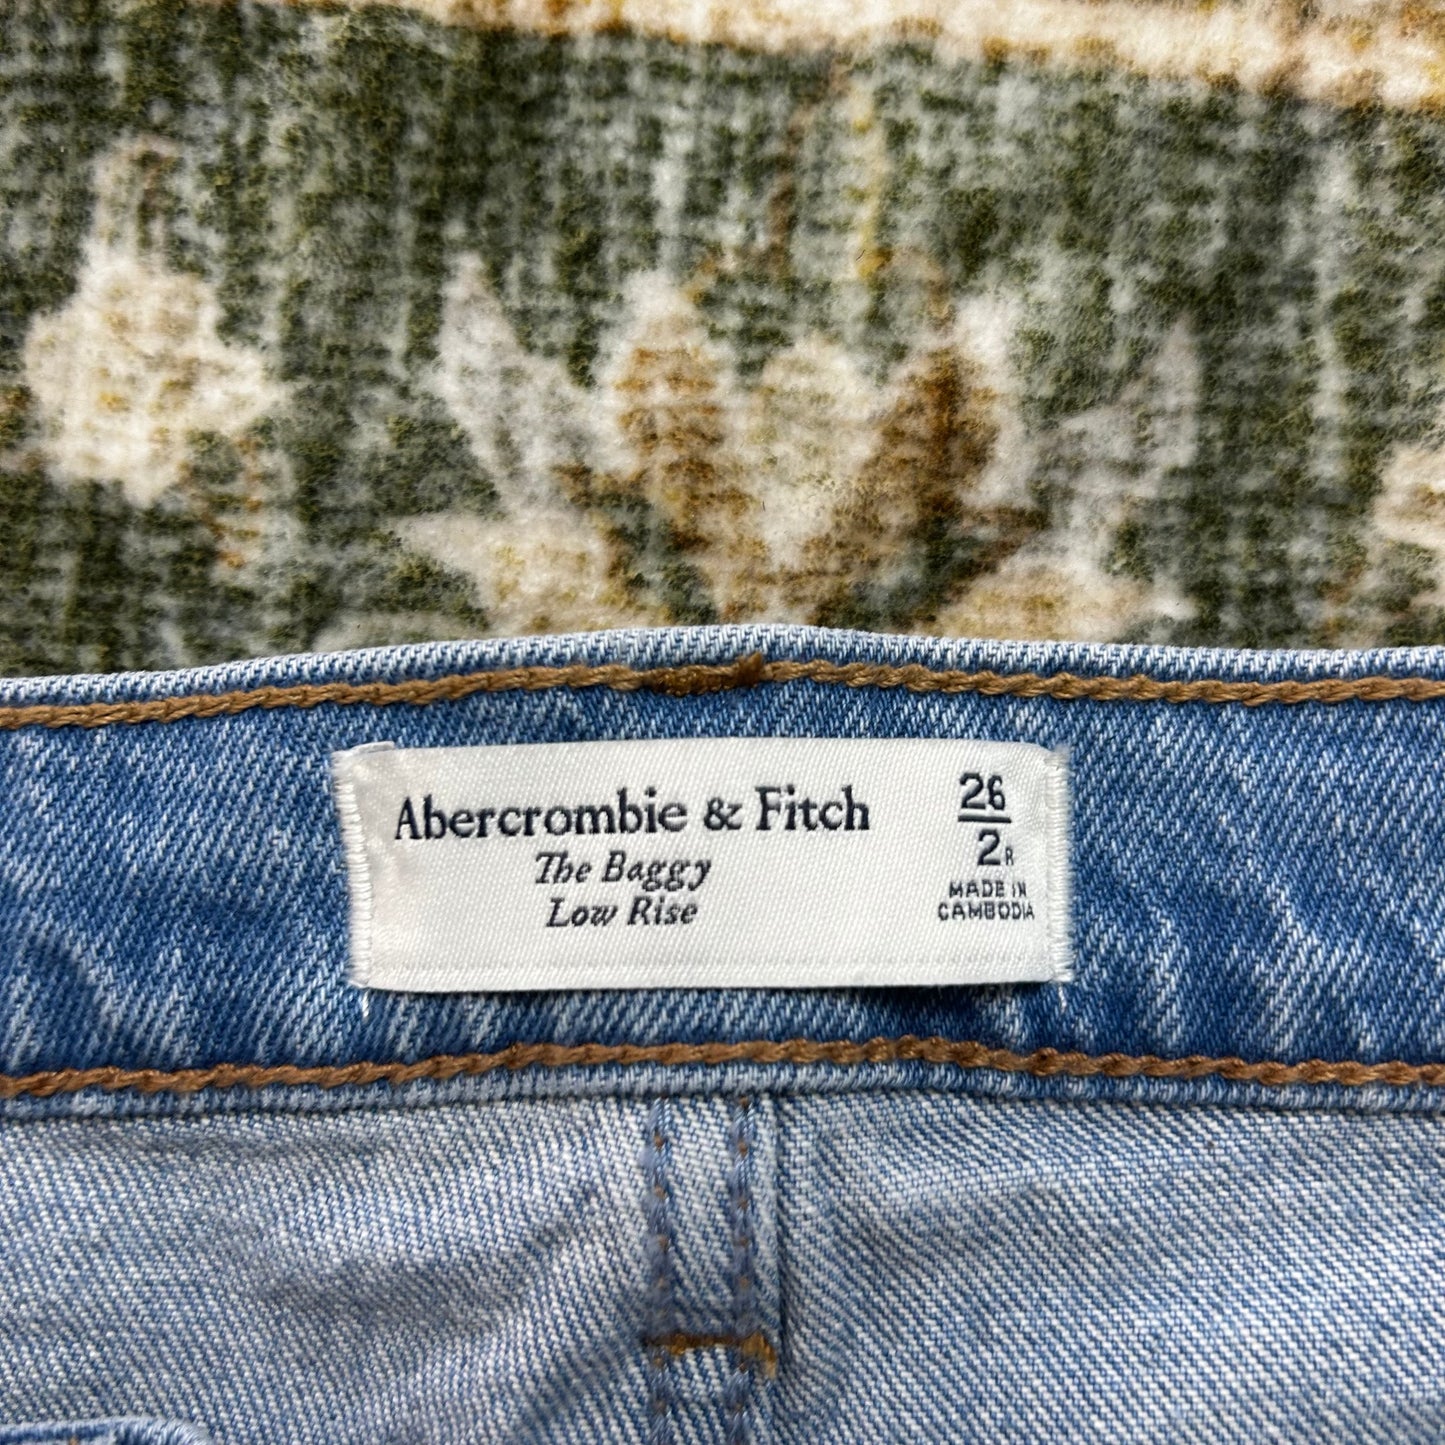 Abercrombie & Fitch
The Baggy
Low Rise
26
2R
MADE IN
CAMBODIA